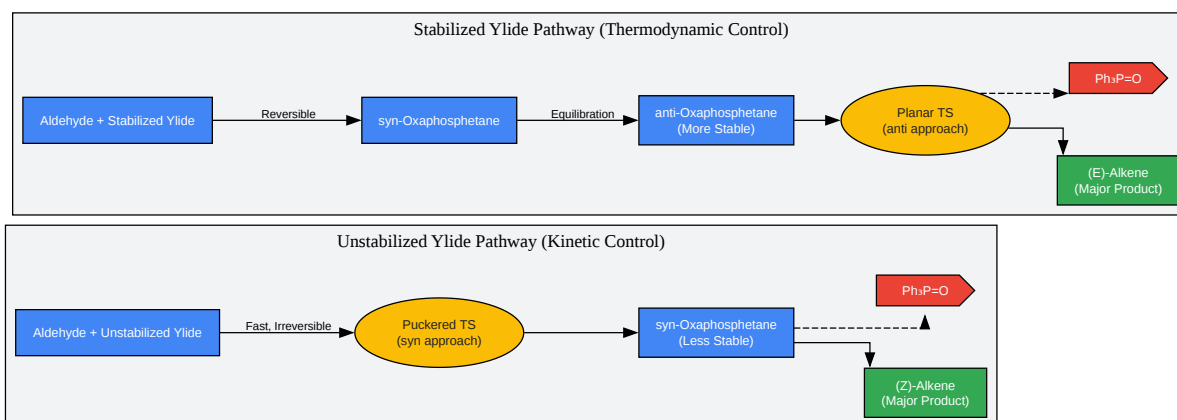 Stabilized Ylide Pathway (Thermodynamic Control)
Ph₃P=O
Aldehyde + Stabilized Ylide
Reversible
syn-Oxaphosphetane
Equilibration
anti-Oxaphosphetane
(More Stable)
Planar TS
(anti approach)
(E)-Alkene
(Major Product)
Unstabilized Ylide Pathway (Kinetic Control)
Ph₃P=O
Aldehyde + Unstabilized Ylide
Fast, Irreversible
Puckered TS
(syn approach)
syn-Oxaphosphetane
(Less Stable)
(Z)-Alkene
(Major Product)